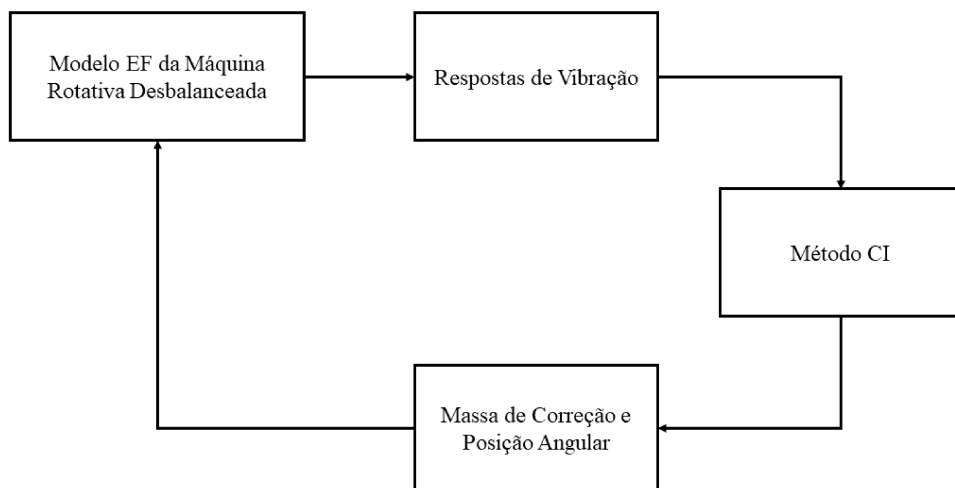 Modelo EF da Máquina
Rotativa Desbalanceada
Respostas de Vibração
Método CI
Massa de Correção e
Posição Angular